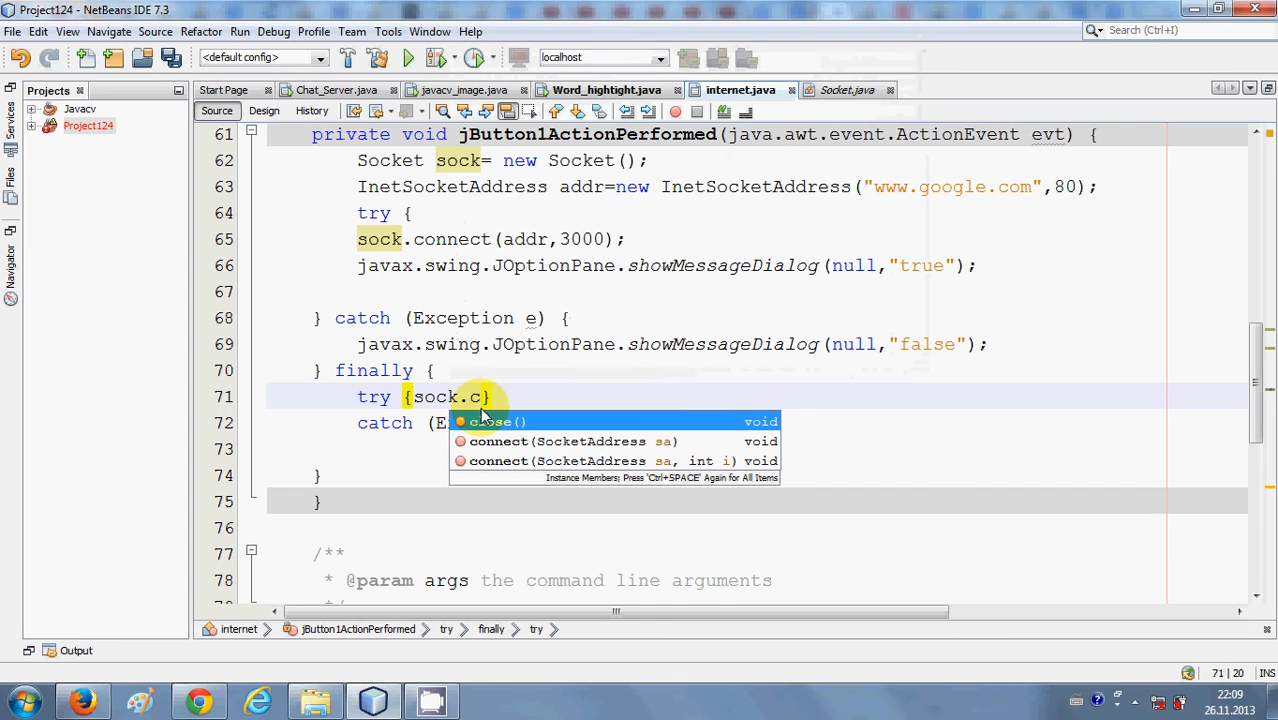 Project124 - NetBeans IDE 7.3
File Edit View Navigate Source Refactor Run Debug Profile Team Tools Window Help
Search (Ctrl+I)
<default config>
localhost
Projects
Start Page
Chat_Server.java
javacv_image.java
Word_hightight.java
internet.java
Socket.java
Source Design History
Javacv
Project124
Services
Files
Navigator
61 private void jButton1ActionPerformed(java.awt.event.ActionEvent evt) {
62 Socket sock= new Socket();
63 InetSocketAddress addr=new InetSocketAddress("www.google.com",80);
64 try {
65 sock.connect(addr,3000);
66 javax.swing.JOptionPane.showMessageDialog(null,"true");
67
68 } catch (Exception e) {
69 javax.swing.JOptionPane.showMessageDialog(null,"false");
70 } finally {
71 try {sock.c}
72 catch (E
73
74 }
75 }
76
77 /**
78 * @param args the command line arguments
*/
close() void
connect(SocketAddress sa) void
connect(SocketAddress sa, int i) void
Instance Members; Press 'Ctrl+SPACE' Again for All Items
internet jButton1ActionPerformed try finally try
Output
71 | 20 INS
22:09
26.11.2013